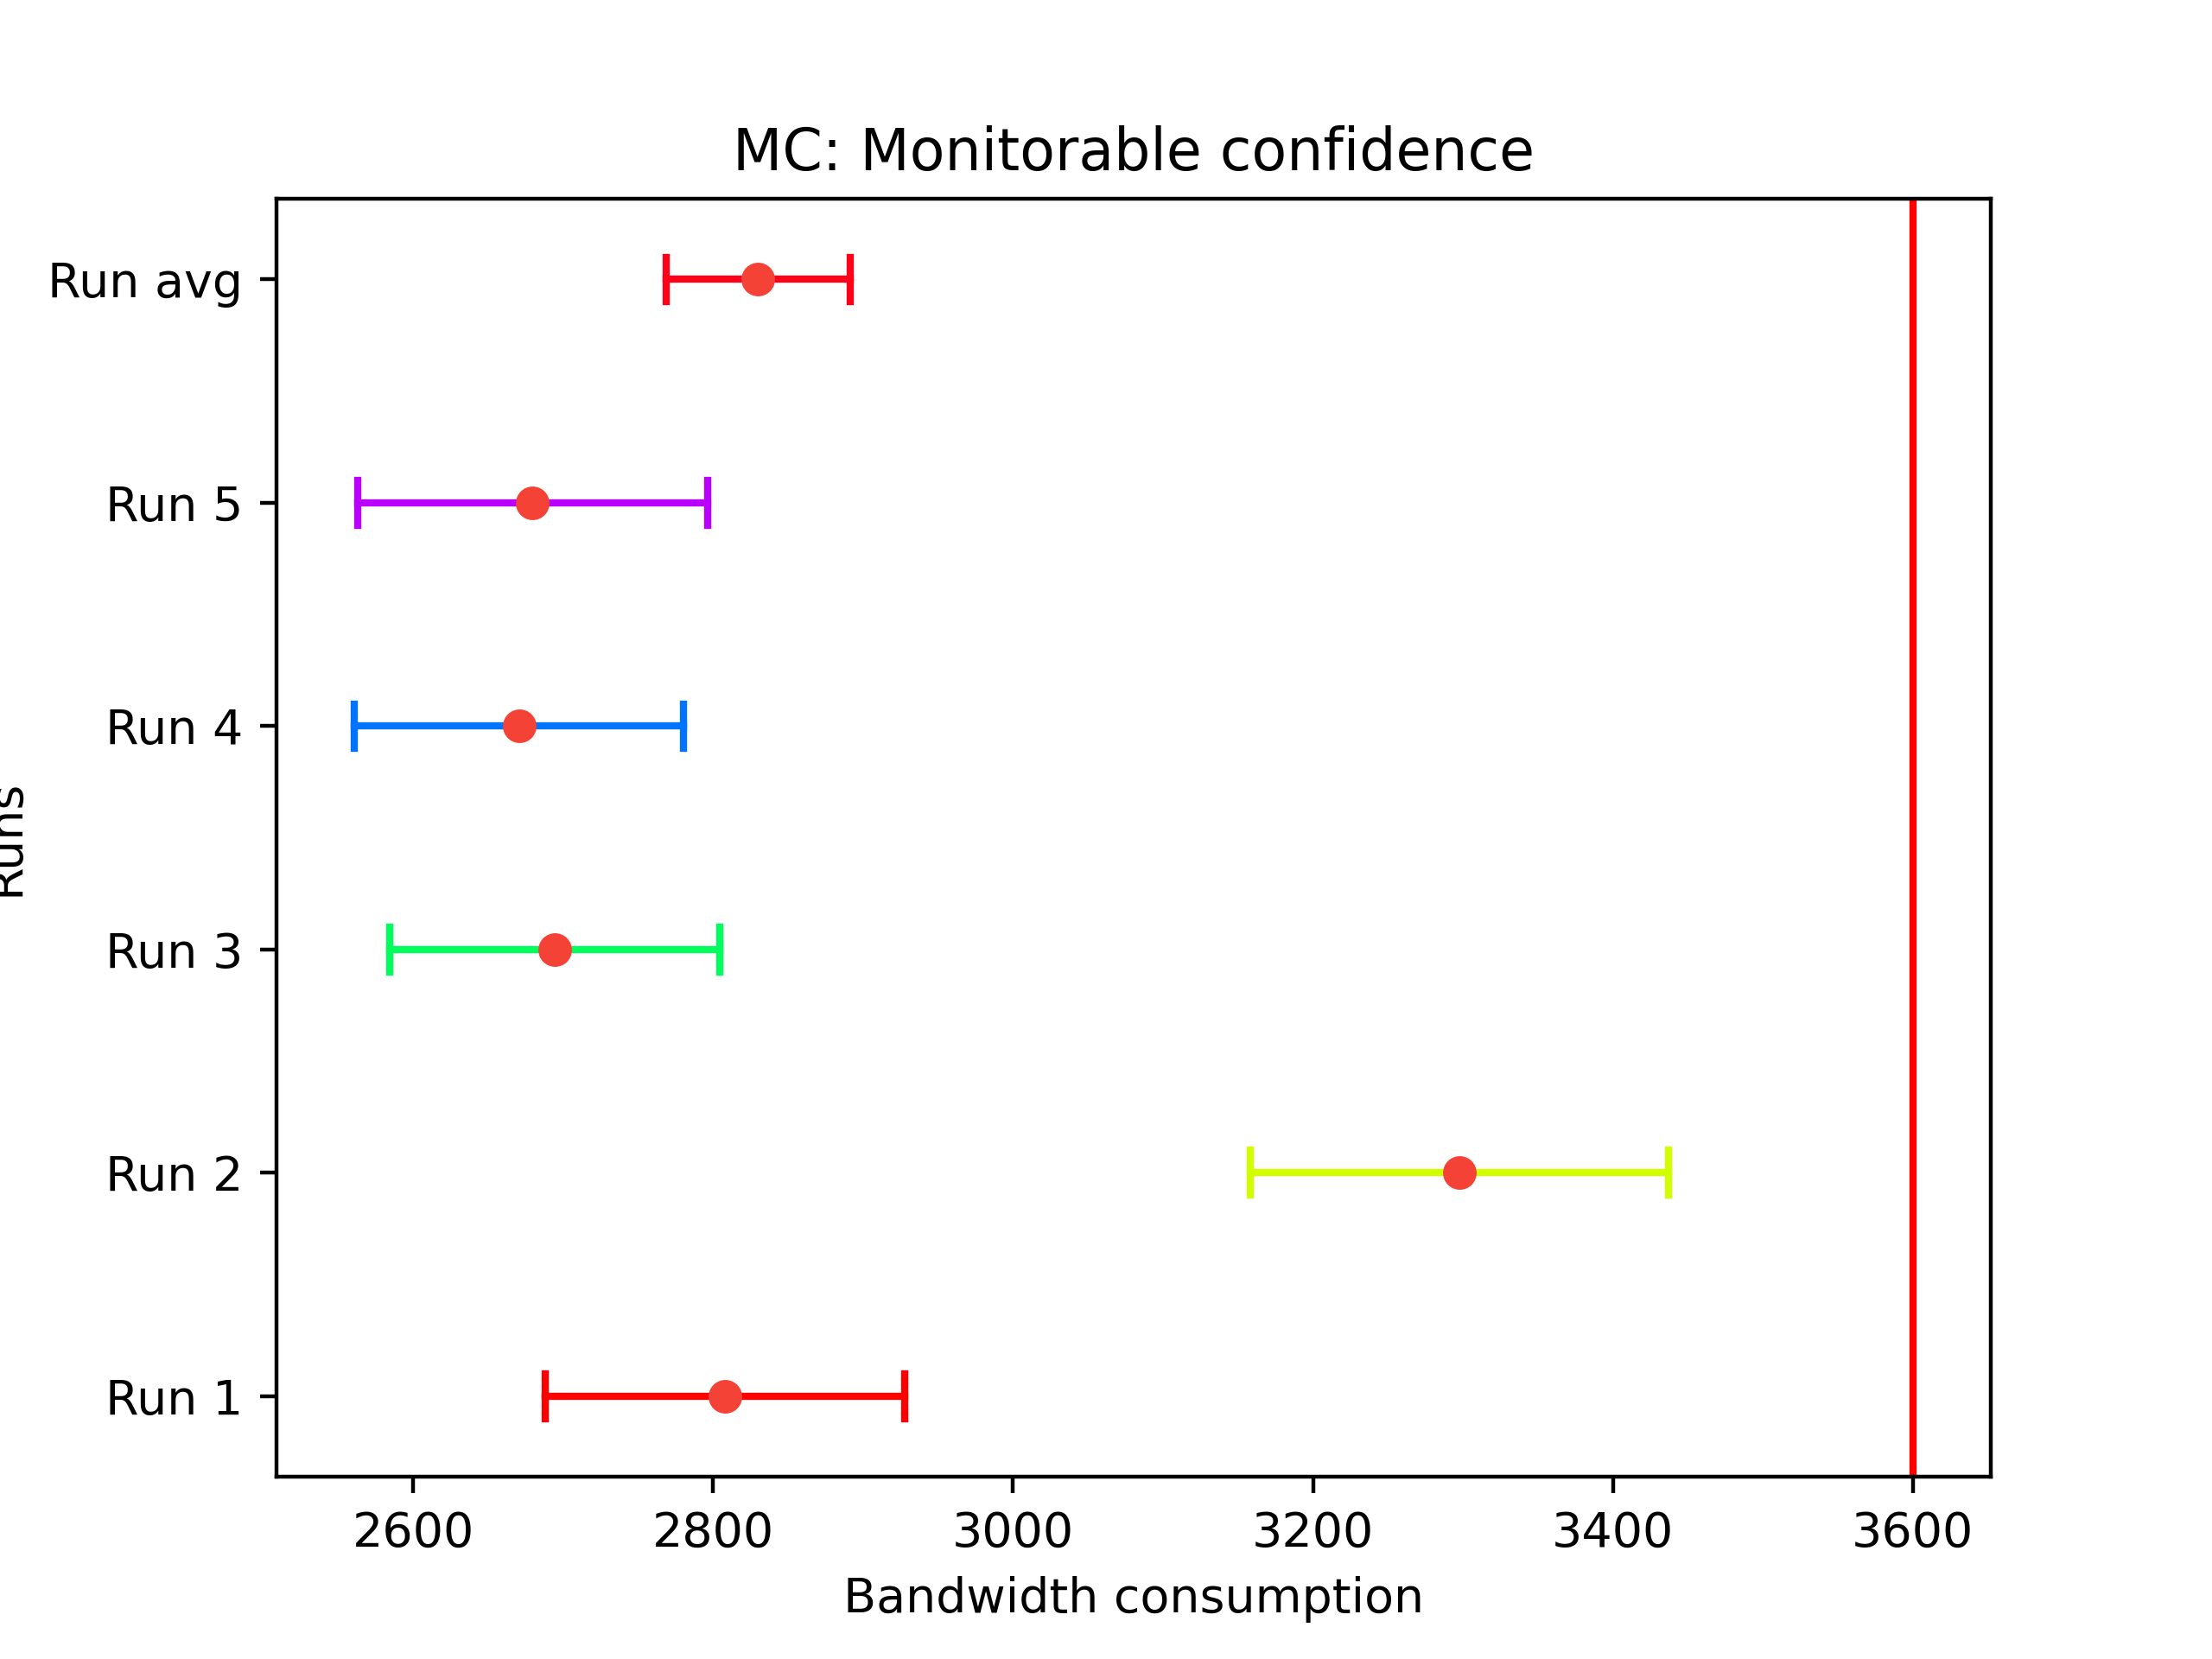 MC: Monitorable confidence
Run avg
Run 5
Run 4
Run 3
Run 2
Run 1
Runs
2600 2800 3000 3200 3400 3600
Bandwidth consumption